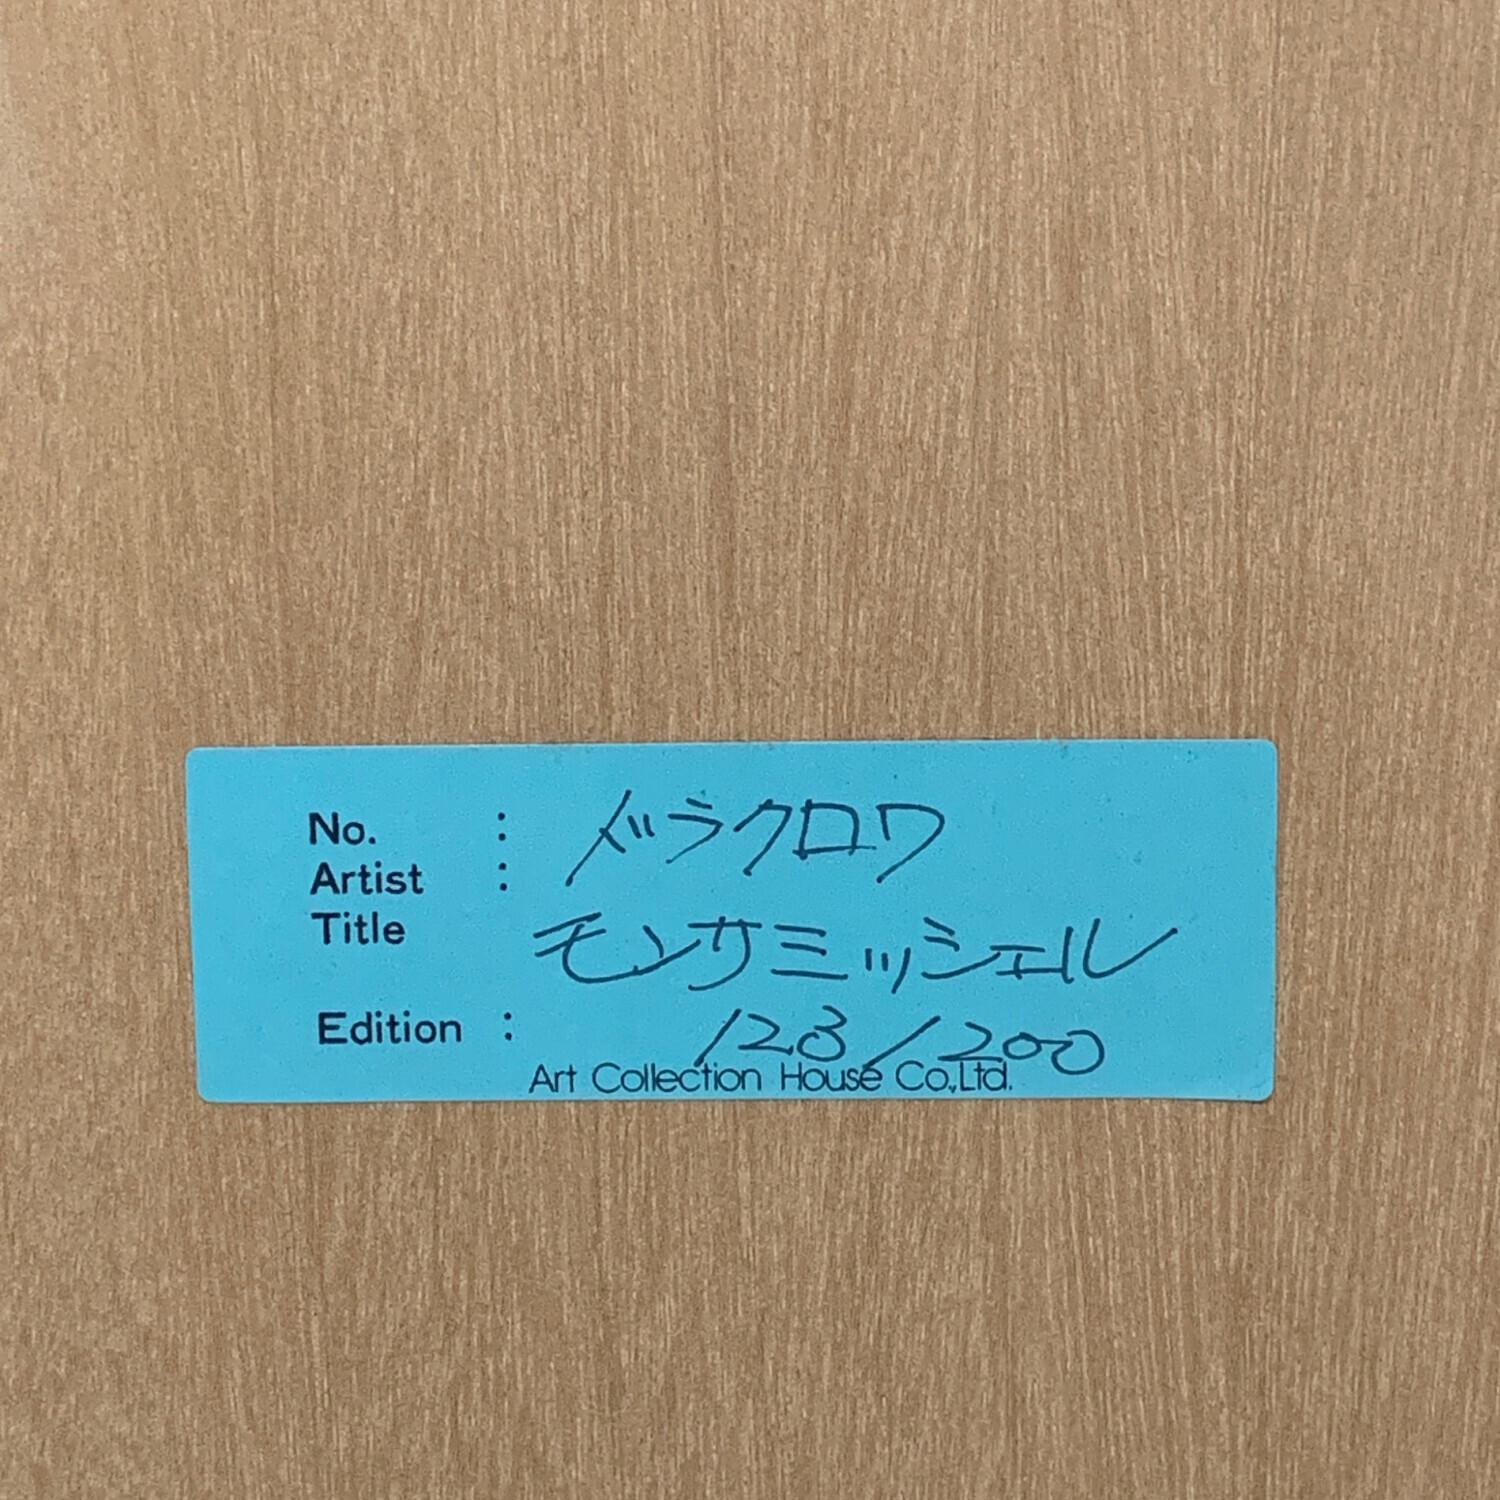 No. : ドラクロワ
Artist :
Title モンサミッシェル
Edition : 123/200
Art Collection House Co.,Ltd.